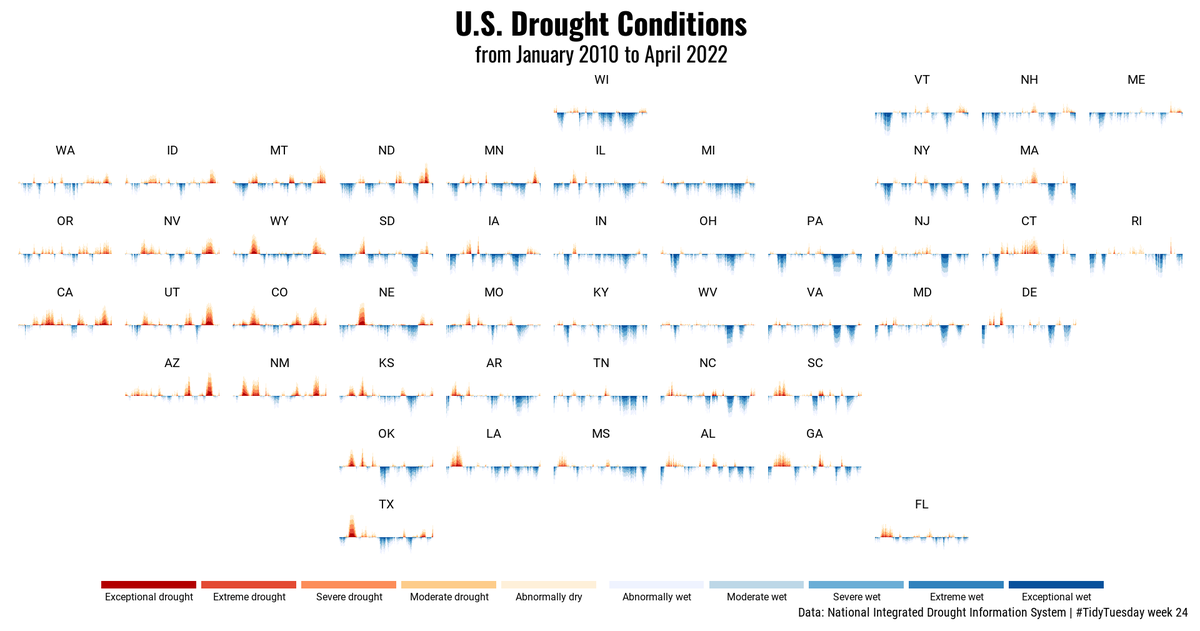 U.S. Drought Conditions
from January 2010 to April 2022
WI VT NH ME
WA ID MT ND MN IL MI NY MA
OR NV WY SD IA IN OH PA NJ CT RI
CA UT CO NE MO KY WV VA MD DE
AZ NM KS AR TN NC SC
OK LA MS AL GA
TX FL
Exceptional drought Extreme drought Severe drought Moderate drought Abnormally dry Abnormally wet Moderate wet Severe wet Extreme wet Exceptional wet
Data: National Integrated Drought Information System | #TidyTuesday week 24